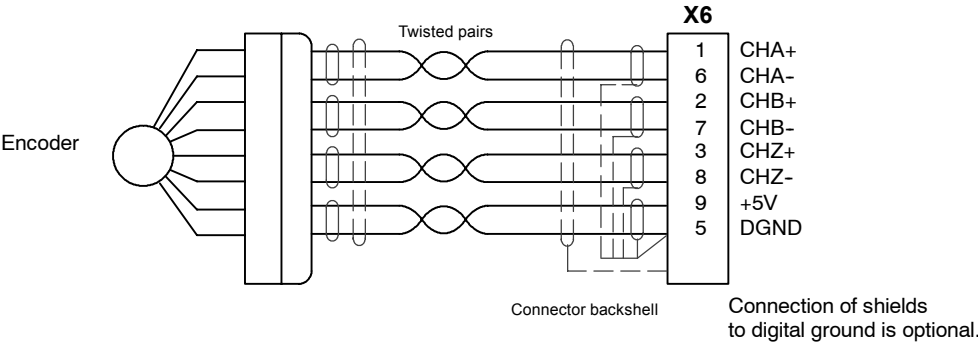 X6
Twisted pairs
1 CHA+
6 CHA-
2 CHB+
7 CHB-
3 CHZ+
8 CHZ-
9 +5V
5 DGND
Encoder
Connector backshell
Connection of shields
to digital ground is optional.